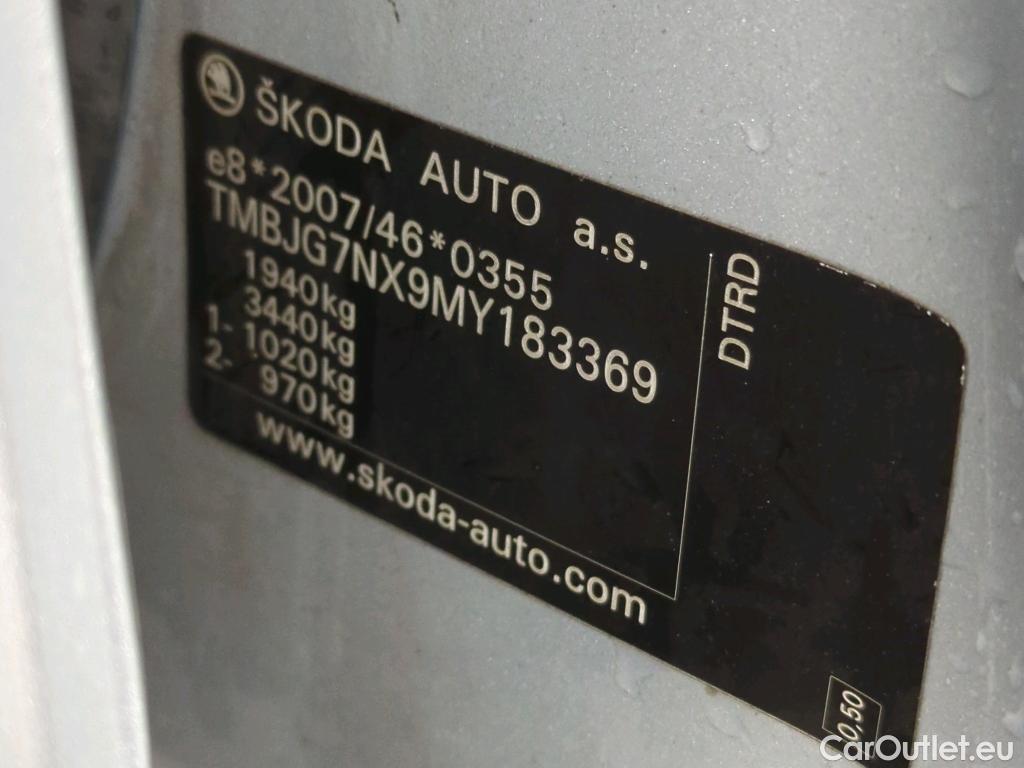 ŠKODA AUTO a.s.
e8*2007/46*0355
TMBJG7NX9MY183369
1940kg
3440kg
1- 1020kg
2- 970kg
www.skoda-auto.com
DTRD
0,50
CarOutlet.eu